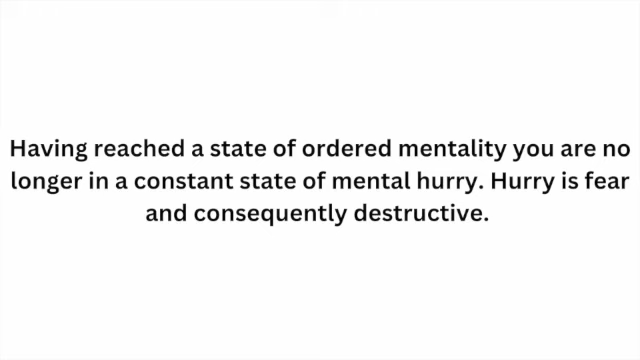 Having reached a state of ordered mentality you are no
longer in a constant state of mental hurry. Hurry is fear
and consequently destructive.